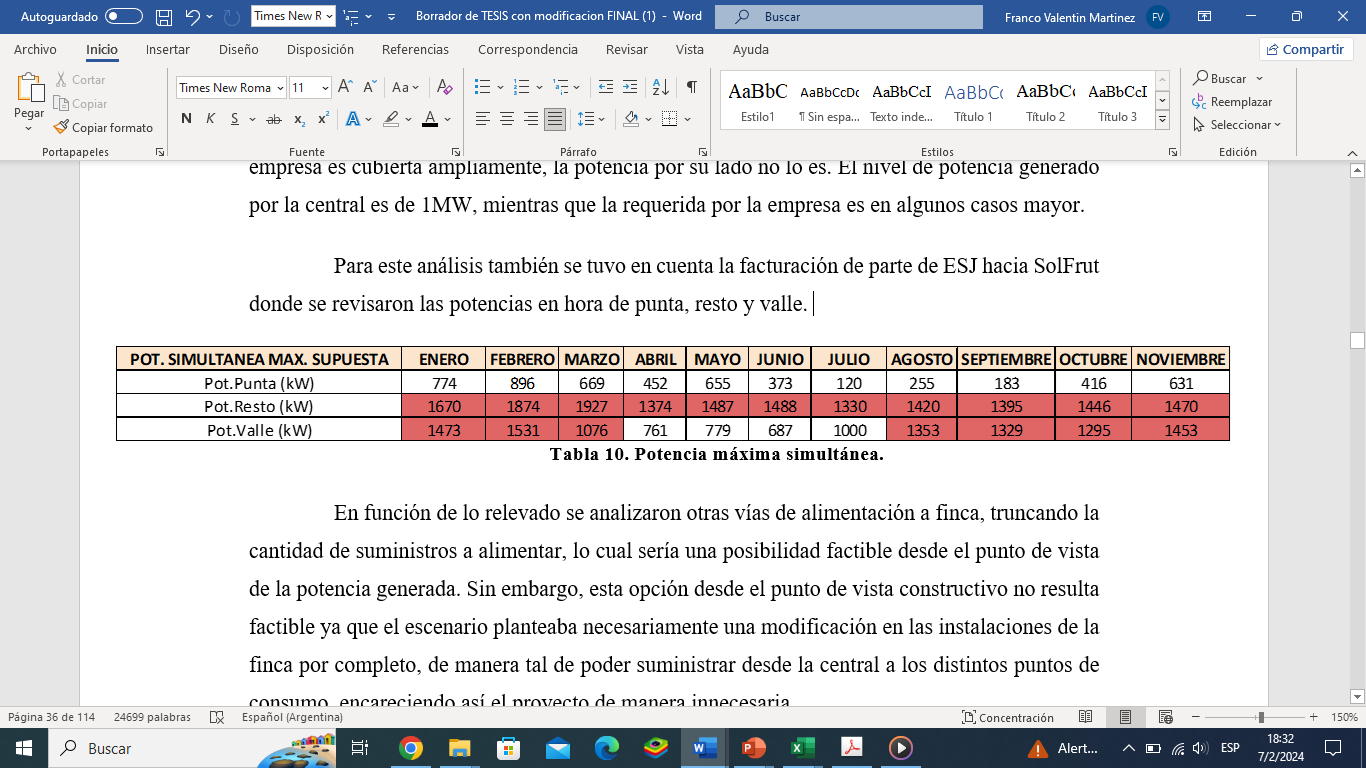 Autoguardado
Times New R
Borrador de TESIS con modificacion FINAL (1) - Word
Buscar
Franco Valentin Martinez
FV
Archivo Inicio Insertar Diseño Disposición Referencias Correspondencia Revisar Vista Ayuda
Compartir
Pegar
Cortar
Copiar
Copiar formato
Portapapeles
Times New Roma 11
Fuente
Párrafo
AaBbC AaBbCcDc AaBbCcI AaBbCc AaBbCc AaBbCcI
Estilo1 ¶ Sin espa... Texto inde... Título 1 Título 2 Título 3
Estilos
Buscar
Reemplazar
Seleccionar
Edición
empresa es cubierta ampliamente, la potencia por su lado no lo es. El nivel de potencia generado
por la central es de 1MW, mientras que la requerida por la empresa es en algunos casos mayor.
Para este análisis también se tuvo en cuenta la facturación de parte de ESJ hacia SolFrut
donde se revisaron las potencias en hora de punta, resto y valle.
POT. SIMULTANEA MAX. SUPUESTA ENERO FEBRERO MARZO ABRIL MAYO JUNIO JULIO AGOSTO SEPTIEMBRE OCTUBRE NOVIEMBRE
Pot.Punta (kW) 774 896 669 452 655 373 120 255 183 416 631
Pot.Resto (kW) 1670 1874 1927 1374 1487 1488 1330 1420 1395 1446 1470
Pot.Valle (kW) 1473 1531 1076 761 779 687 1000 1353 1329 1295 1453
Tabla 10. Potencia máxima simultánea.
En función de lo relevado se analizaron otras vías de alimentación a finca, truncando la
cantidad de suministros a alimentar, lo cual sería una posibilidad factible desde el punto de vista
de la potencia generada. Sin embargo, esta opción desde el punto de vista constructivo no resulta
factible ya que el escenario planteaba necesariamente una modificación en las instalaciones de la
finca por completo, de manera tal de poder suministrar desde la central a los distintos puntos de
consumo, encareciendo así el proyecto de manera innecesaria.
Página 36 de 114 24699 palabras Español (Argentina)
Concentración
150%
Buscar
Alert...
ESP
18:32
7/2/2024